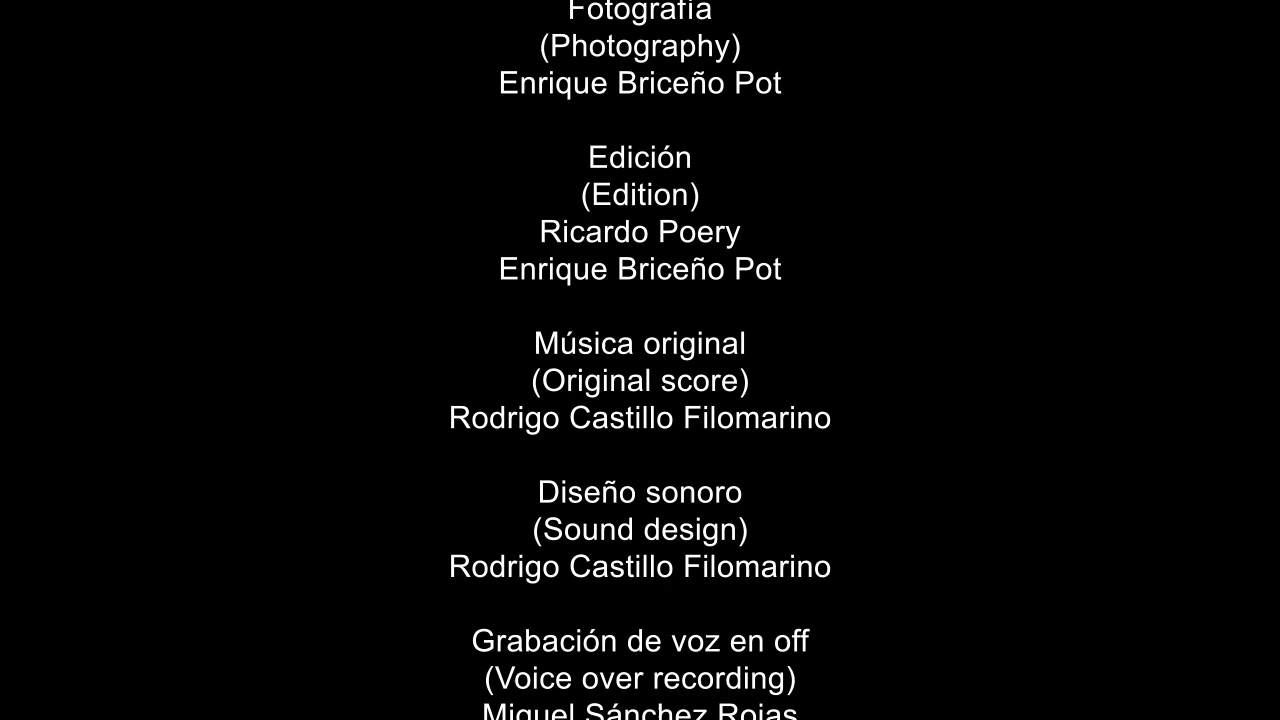 Fotografía
(Photography)
Enrique Briceño Pot
Edición
(Edition)
Ricardo Poery
Enrique Briceño Pot
Música original
(Original score)
Rodrigo Castillo Filomarino
Diseño sonoro
(Sound design)
Rodrigo Castillo Filomarino
Grabación de voz en off
(Voice over recording)
Miguel Sánchez Rojas